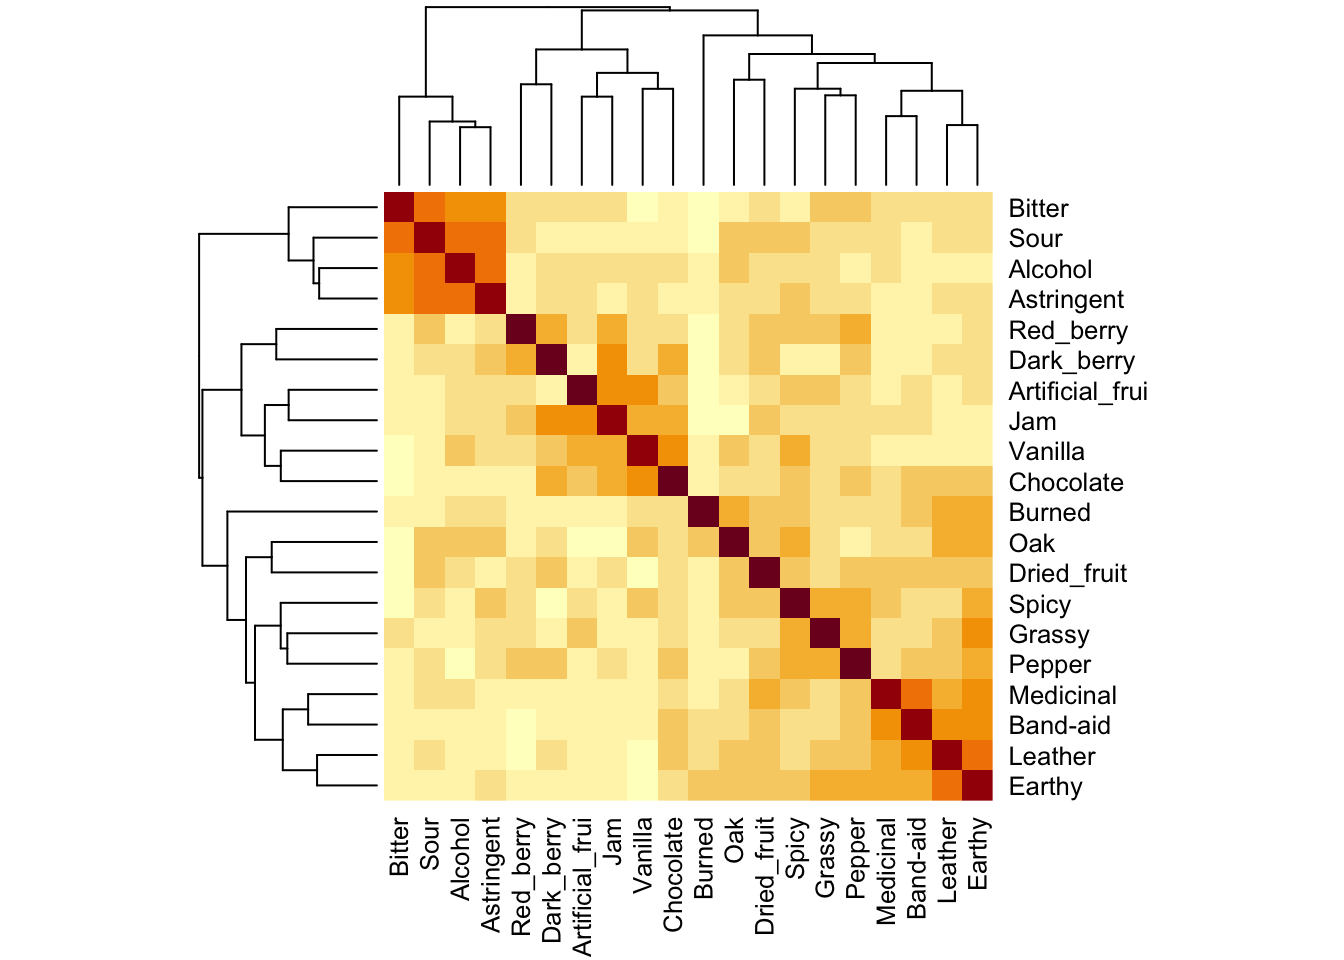 Bitter
Sour
Alcohol
Astringent
Red_berry
Dark_berry
Artificial_frui
Jam
Vanilla
Chocolate
Burned
Oak
Dried_fruit
Spicy
Grassy
Pepper
Medicinal
Band-aid
Leather
Earthy
Bitter
Sour
Alcohol
Astringent
Red_berry
Dark_berry
Artificial_frui
Jam
Vanilla
Chocolate
Burned
Oak
Dried_fruit
Spicy
Grassy
Pepper
Medicinal
Band-aid
Leather
Earthy